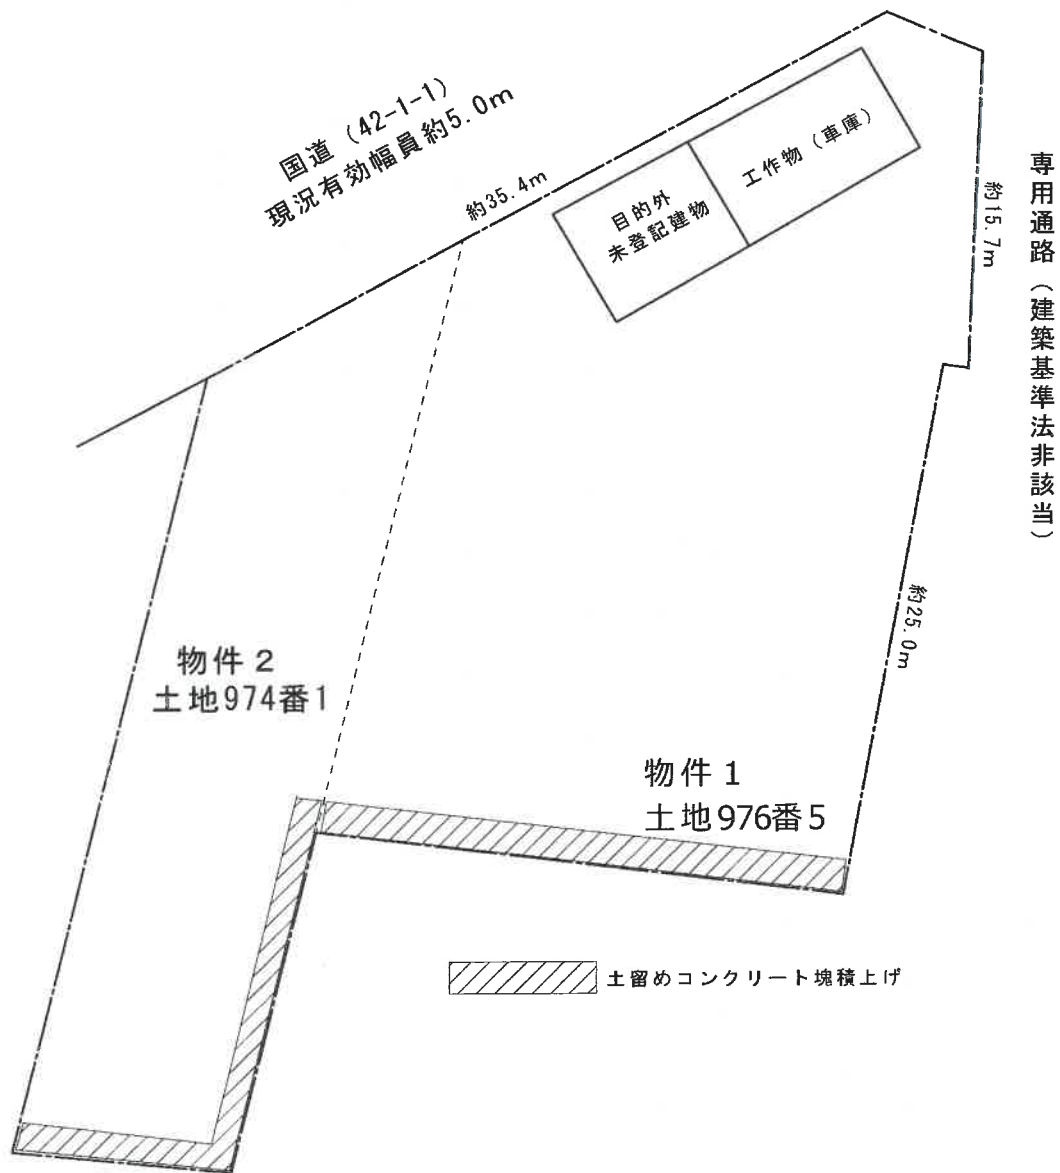 国道（42-1-1）
現況有効幅員約5.0m
約35.4m
目的外
未登記建物
工作物（車庫）
約15.7m
専用通路（建築基準法非該当）
約25.0m
物件２
土地974番1
物件１
土地976番5
土留めコンクリート塊積上げ